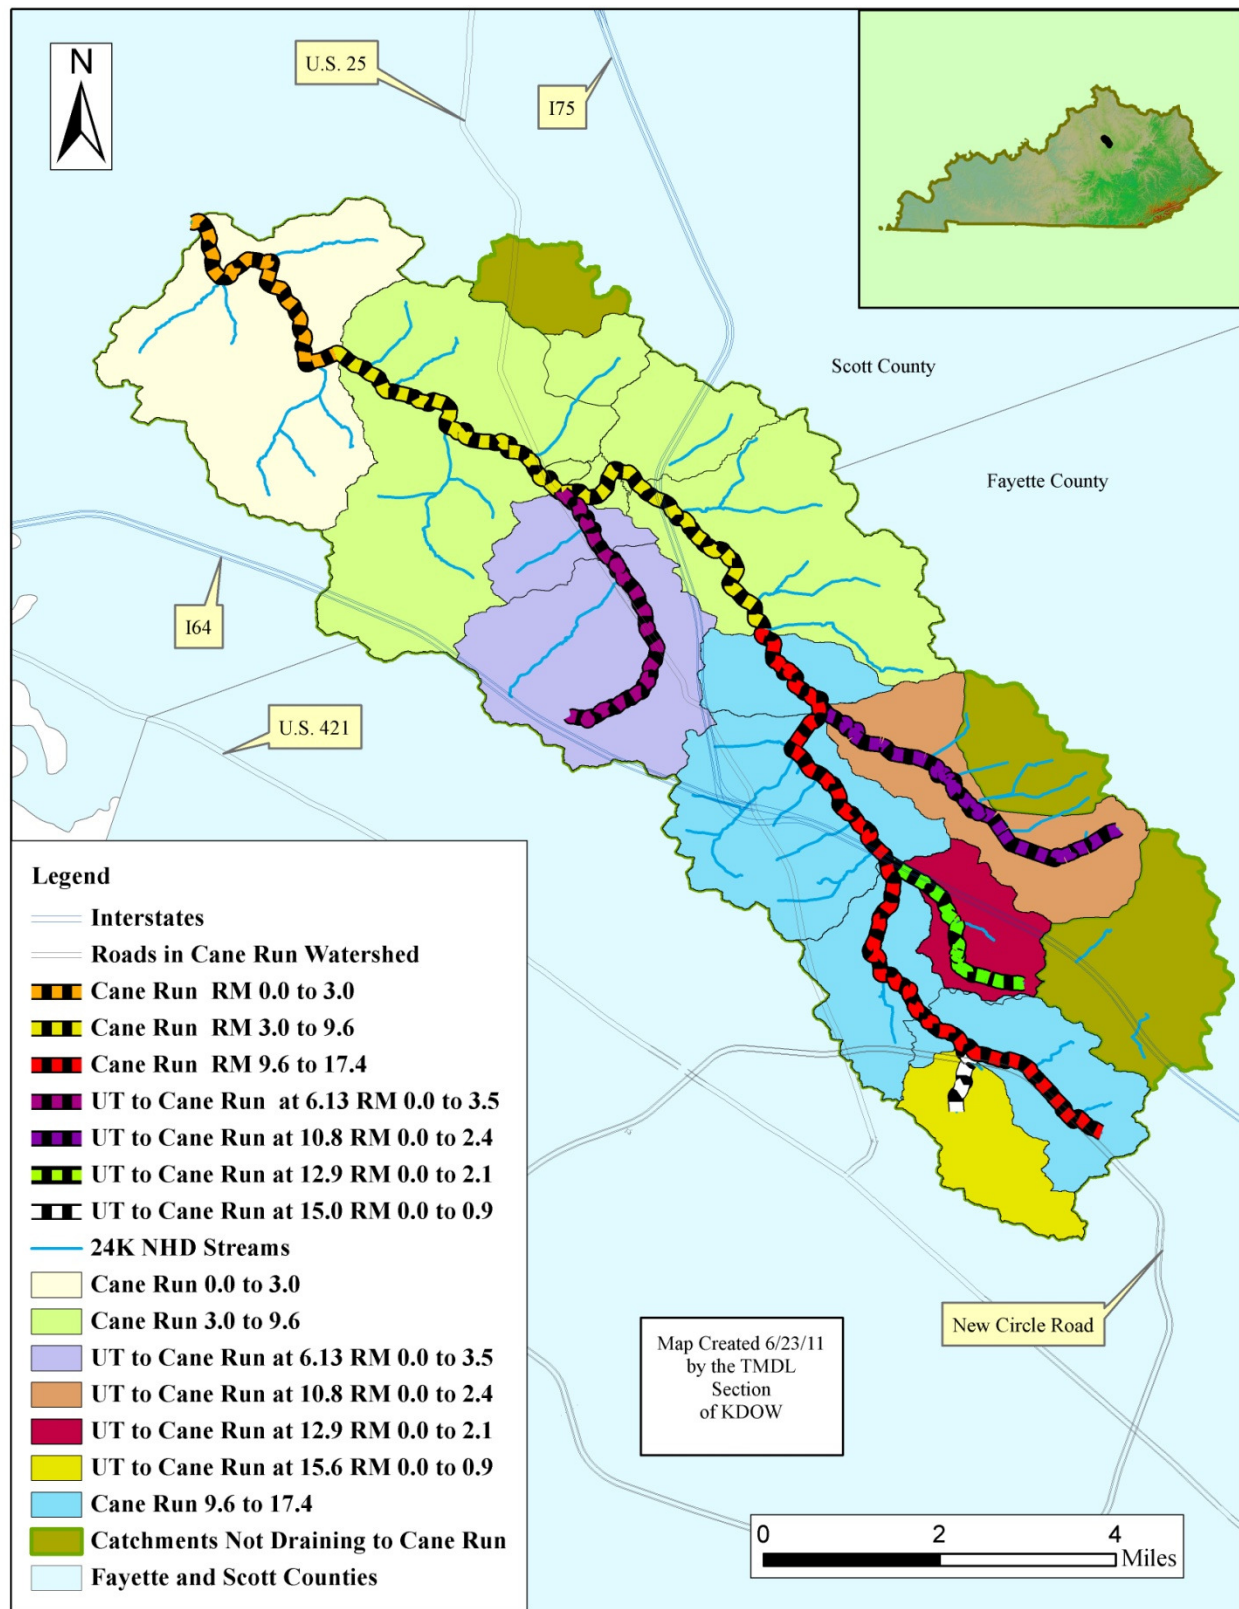 N
U.S. 25
I75
Scott County
Fayette County
I64
U.S. 421
New Circle Road
Legend
Interstates
Roads in Cane Run Watershed
Cane Run RM 0.0 to 3.0
Cane Run RM 3.0 to 9.6
Cane Run RM 9.6 to 17.4
UT to Cane Run at 6.13 RM 0.0 to 3.5
UT to Cane Run at 10.8 RM 0.0 to 2.4
UT to Cane Run at 12.9 RM 0.0 to 2.1
UT to Cane Run at 15.0 RM 0.0 to 0.9
24K NHD Streams
Cane Run 0.0 to 3.0
Cane Run 3.0 to 9.6
UT to Cane Run at 6.13 RM 0.0 to 3.5
UT to Cane Run at 10.8 RM 0.0 to 2.4
UT to Cane Run at 12.9 RM 0.0 to 2.1
UT to Cane Run at 15.6 RM 0.0 to 0.9
Cane Run 9.6 to 17.4
Catchments Not Draining to Cane Run
Fayette and Scott Counties
Map Created 6/23/11
by the TMDL
Section
of KDOW
0 2 4
Miles